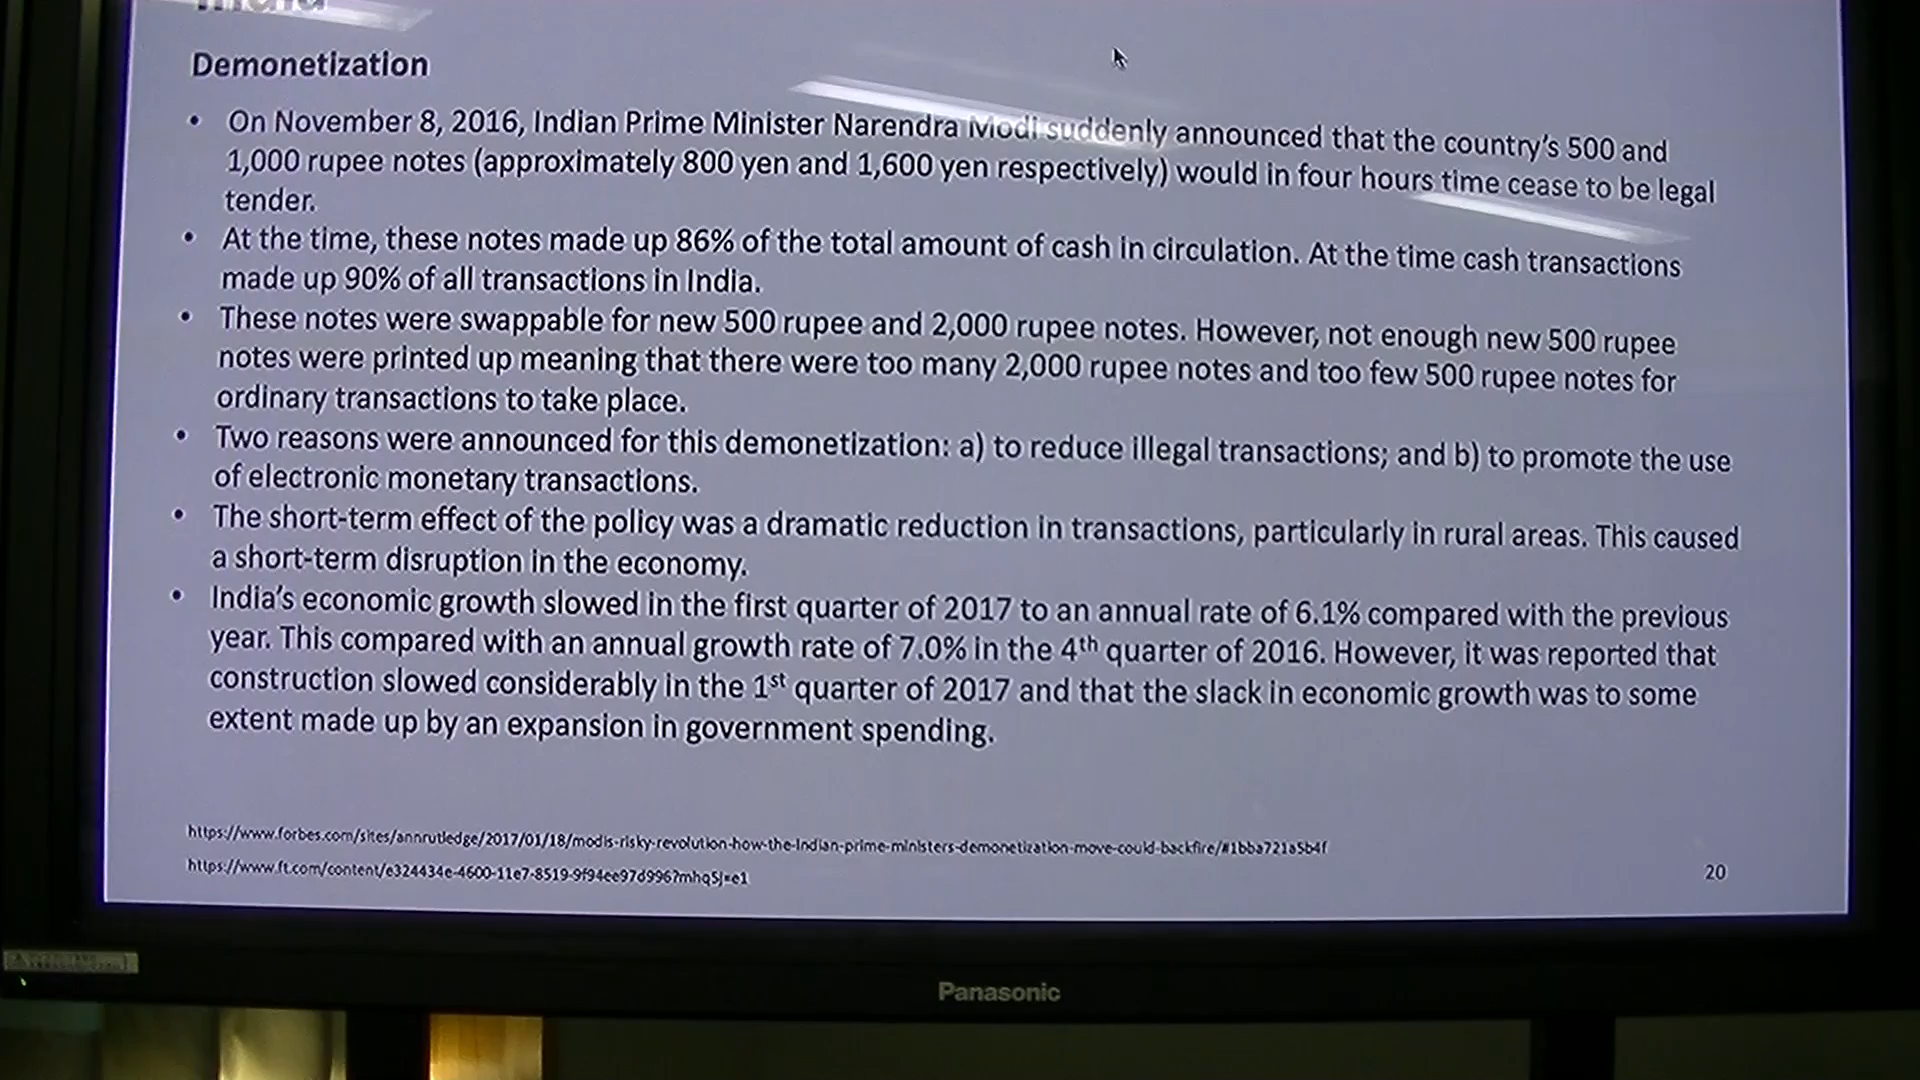 India
Demonetization
• On November 8, 2016, Indian Prime Minister Narendra Modi suddenly announced that the country's 500 and
1,000 rupee notes (approximately 800 yen and 1,600 yen respectively) would in four hours time cease to be legal
tender.
• At the time, these notes made up 86% of the total amount of cash in circulation. At the time cash transactions
made up 90% of all transactions in India.
• These notes were swappable for new 500 rupee and 2,000 rupee notes. However, not enough new 500 rupee
notes were printed up meaning that there were too many 2,000 rupee notes and too few 500 rupee notes for
ordinary transactions to take place.
• Two reasons were announced for this demonetization: a) to reduce illegal transactions; and b) to promote the use
of electronic monetary transactions.
• The short-term effect of the policy was a dramatic reduction in transactions, particularly in rural areas. This caused
a short-term disruption in the economy.
• India's economic growth slowed in the first quarter of 2017 to an annual rate of 6.1% compared with the previous
year. This compared with an annual growth rate of 7.0% in the 4th quarter of 2016. However, it was reported that
construction slowed considerably in the 1st quarter of 2017 and that the slack in economic growth was to some
extent made up by an expansion in government spending.
https://www.forbes.com/sites/annrutledge/2017/01/18/modis-risky-revolution-how-the-indian-prime-ministers-demonetization-move-could-backfire/#1bba721a5b4f
https://www.ft.com/content/e324434e-4600-11e7-8519-9f94ee97d996?mhq5j=e1
20
Panasonic